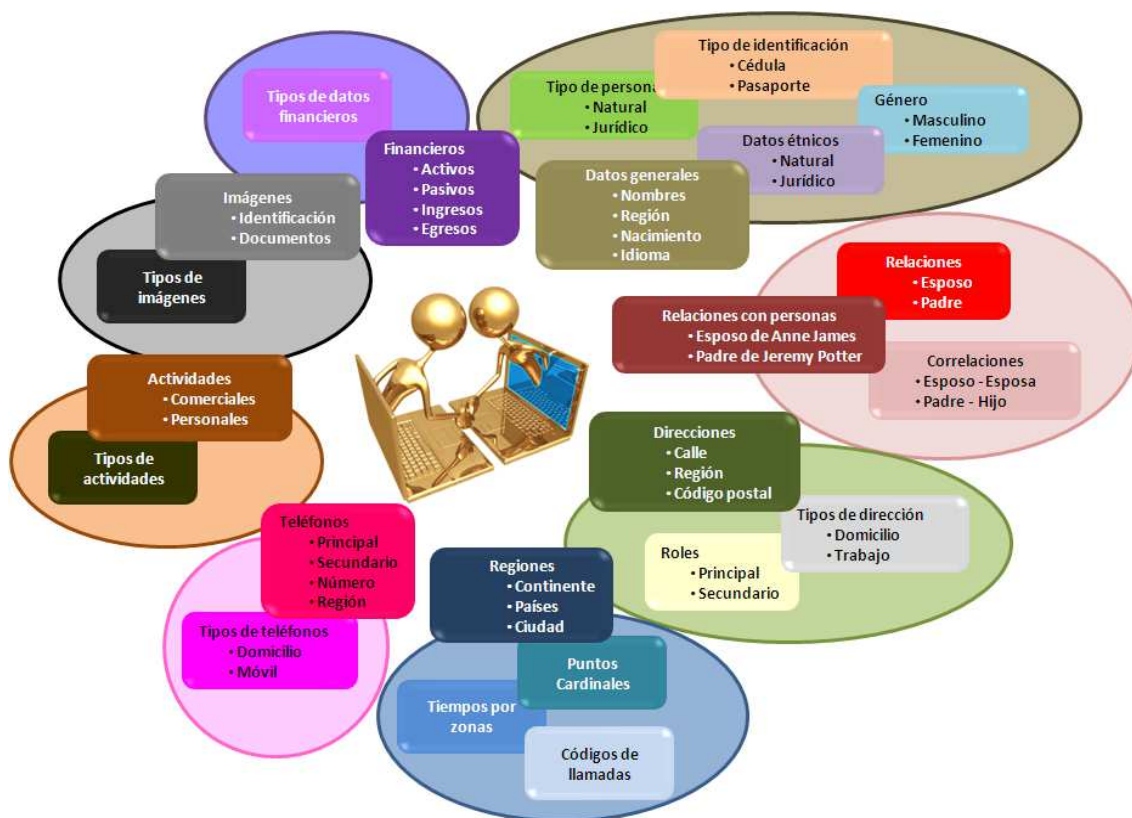 Tipos de datos
financieros
Financieros
• Activos
• Pasivos
• Ingresos
• Egresos
Tipo de identificación
• Cédula
• Pasaporte
Tipo de persona
• Natural
• Jurídico
Género
• Masculino
• Femenino
Datos étnicos
• Natural
• Jurídico
Datos generales
• Nombres
• Región
• Nacimiento
• Idioma
Imágenes
• Identificación
• Documentos
Tipos de
imágenes
Relaciones
• Esposo
• Padre
Relaciones con personas
• Esposo de Anne James
• Padre de Jeremy Potter
Correlaciones
• Esposo - Esposa
• Padre - Hijo
Actividades
• Comerciales
• Personales
Tipos de
actividades
Direcciones
• Calle
• Región
• Código postal
Tipos de dirección
• Domicilio
• Trabajo
Roles
• Principal
• Secundario
Teléfonos
• Principal
• Secundario
• Número
• Región
Tipos de teléfonos
• Domicilio
• Móvil
Regiones
• Continente
• Países
• Ciudad
Puntos
Cardinales
Tiempos por
zonas
Códigos de
llamadas